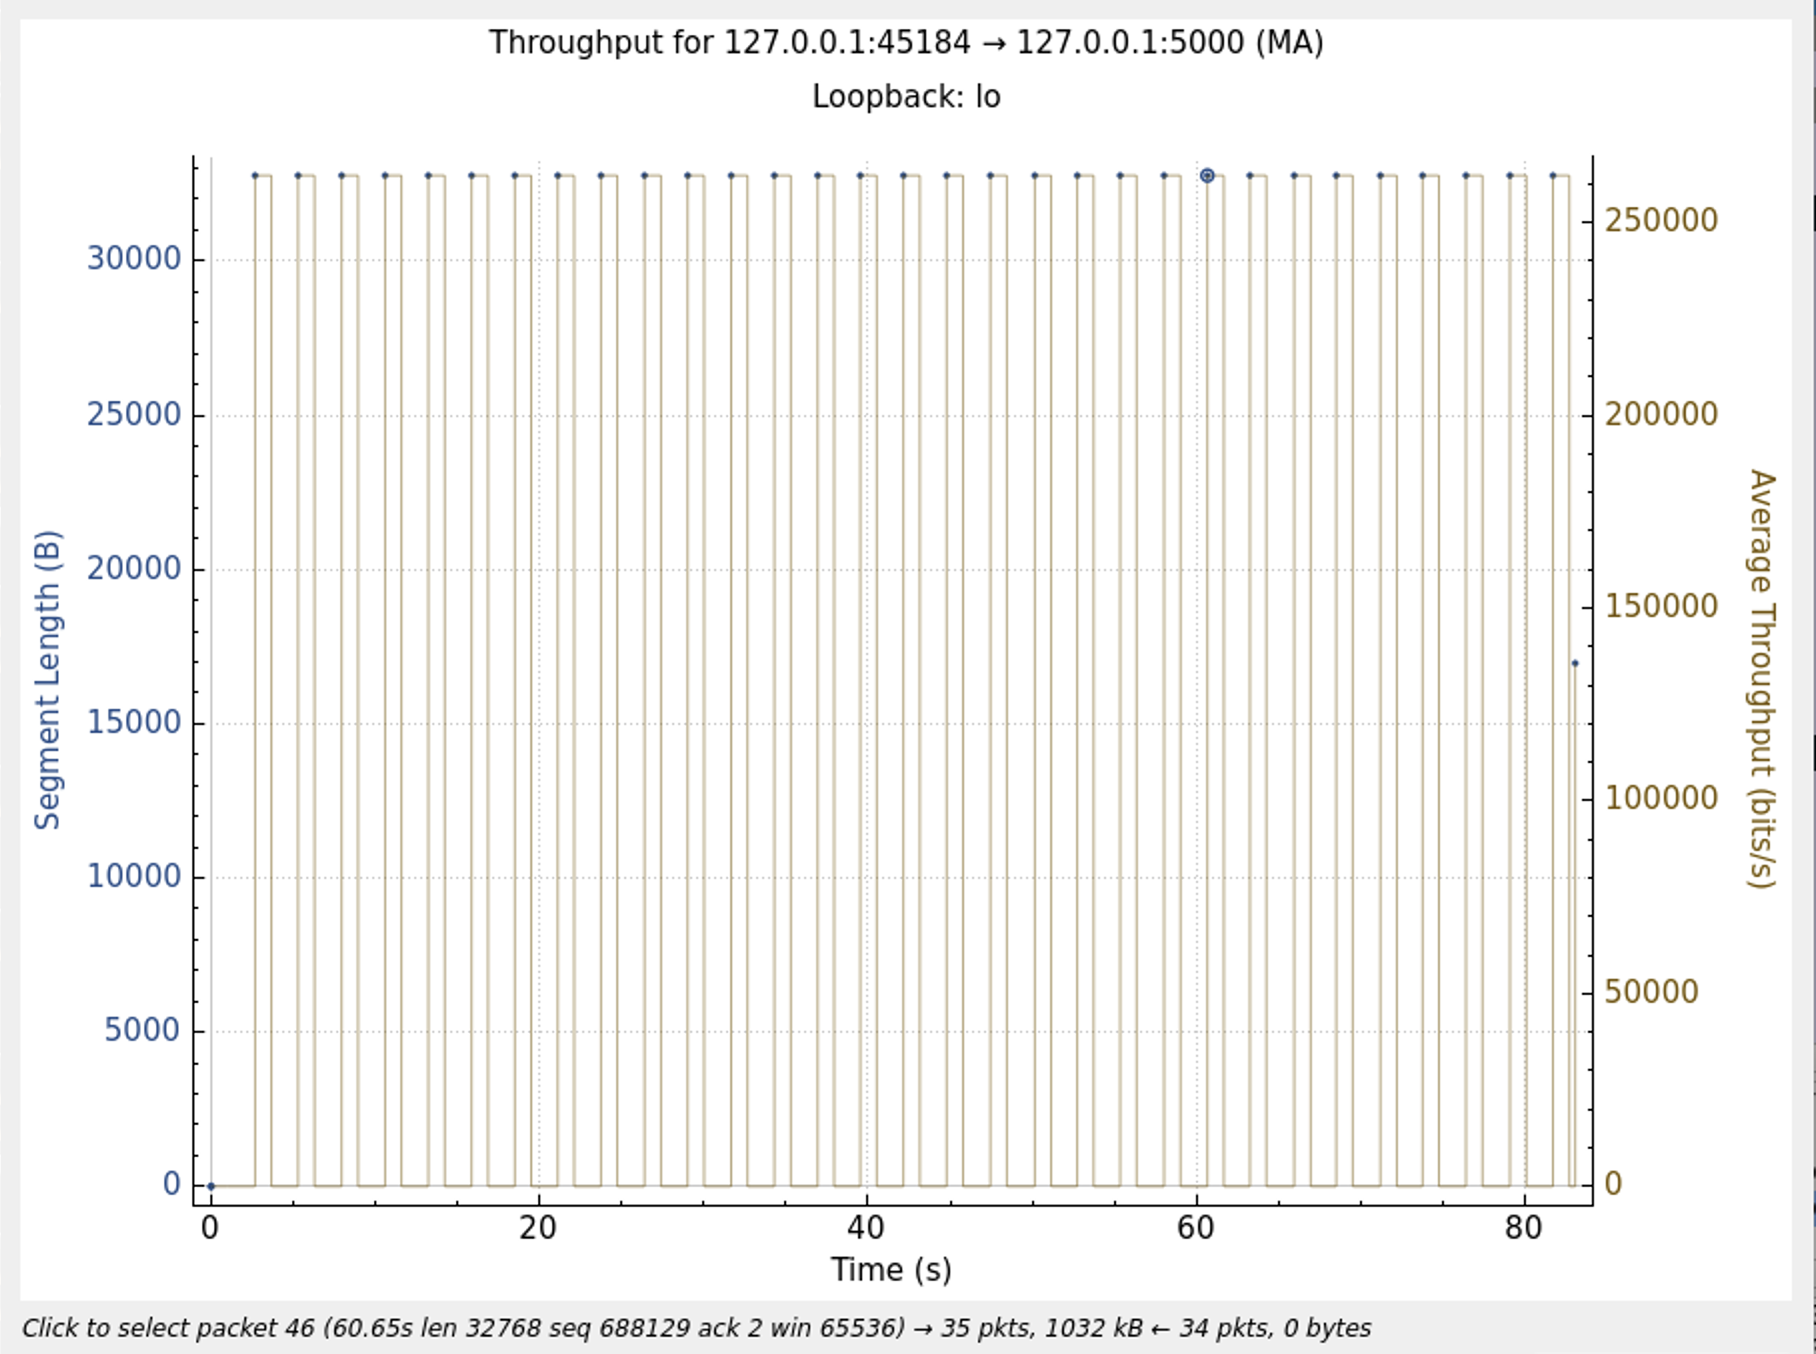 Throughput for 127.0.0.1:45184 → 127.0.0.1:5000 (MA)
Loopback: lo
Segment Length (B)
30000
25000
20000
15000
10000
5000
0
250000
200000
150000
100000
50000
0
Average Throughput (bits/s)
0 20 40 60 80
Time (s)
Click to select packet 46 (60.65s len 32768 seq 688129 ack 2 win 65536) → 35 pkts, 1032 kB ← 34 pkts, 0 bytes